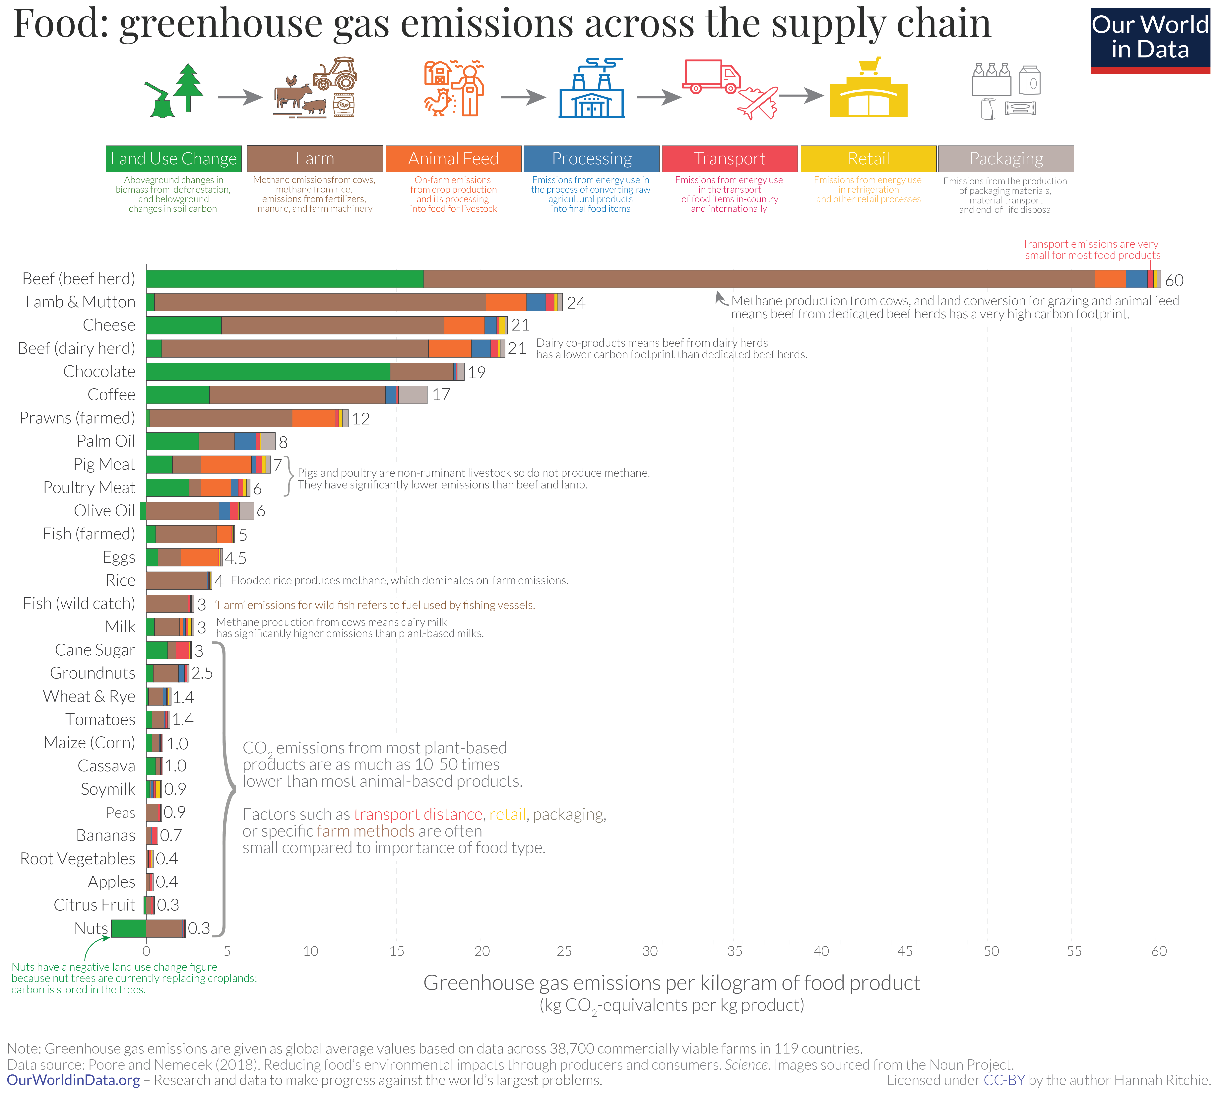 Food: greenhouse gas emissions across the supply chain
Our World
in Data
Land Use Change
Farm
Animal Feed
Processing
Transport
Retail
Packaging
Aboveground changes in
biomass from deforestation,
and belowground
changes in soil carbon
Methane emissions from cows,
methane from rice,
emissions from fertilizers,
manure, and farm machinery
On-farm emissions
from crop production
and its processing
into feed for livestock
Emissions from energy use in
the process of converting raw
agricultural products
into final food items
Emissions from energy use
in the transport
of food items in-country
and internationally
Emissions from energy use
in refrigeration
and other retail processes
Emissions from the production
of packaging materials,
material transport
and end-of-life disposal
Transport emissions are very
small for most food products
Beef (beef herd) 60
Methane production from cows, and land conversion for grazing and animal feed
means beef from dedicated beef herds has a very high carbon footprint.
Lamb & Mutton 24
Cheese 21
Beef (dairy herd) 21
Dairy co-products means beef from dairy herds
has a lower carbon footprint than dedicated beef herds.
Chocolate 19
Coffee 17
Prawns (farmed) 12
Palm Oil 8
Pig Meat 7
Pigs and poultry are non-ruminant livestock so do not produce methane.
They have significantly lower emissions than beef and lamb.
Poultry Meat 6
Olive Oil 6
Fish (farmed) 5
Eggs 4.5
Rice 4 Flooded rice produces methane, which dominates on-farm emissions.
Fish (wild catch) 3 'Farm' emissions for wild fish refers to fuel used by fishing vessels.
Milk 3
Methane production from cows means dairy milk
has significantly higher emissions than plant-based milks.
Cane Sugar 3
Groundnuts 2.5
Wheat & Rye 1.4
Tomatoes 1.4
Maize (Corn) 1.0
Cassava 1.0
Soymilk 0.9
Peas 0.9
Bananas 0.7
Root Vegetables 0.4
Apples 0.4
Citrus Fruit 0.3
Nuts 0.3
CO2 emissions from most plant-based
products are as much as 10-50 times
lower than most animal-based products.
Factors such as transport distance, retail, packaging,
or specific farm methods are often
small compared to importance of food type.
0 5 10 15 20 25 30 35 40 45 50 55 60
Nuts have a negative land use change figure
because nut trees are currently replacing croplands;
carbon is stored in the trees.
Greenhouse gas emissions per kilogram of food product
(kg CO2-equivalents per kg product)
Note: Greenhouse gas emissions are given as global average values based on data across 38,700 commercially viable farms in 119 countries.
Data source: Poore and Nemecek (2018). Reducing food's environmental impacts through producers and consumers. Science. Images sourced from the Noun Project.
OurWorldinData.org – Research and data to make progress against the world's largest problems.
Licensed under CC-BY by the author Hannah Ritchie.